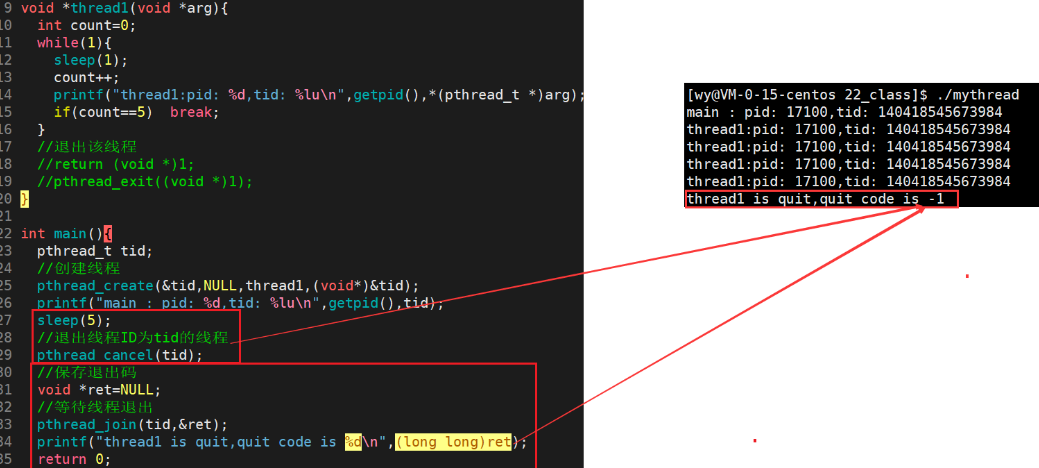 9 void *thread1(void *arg){
10 int count=0;
11 while(1){
12 sleep(1);
13 count++;
14 printf("thread1:pid: %d,tid: %lu\n",getpid(),*(pthread_t *)arg);
15 if(count==5) break;
16 }
17 //退出该线程
18 //return (void *)1;
19 //pthread_exit((void *)1);
20 }
21
22 int main(){
23 pthread_t tid;
24 //创建线程
25 pthread_create(&tid,NULL,thread1,(void*)&tid);
26 printf("main : pid: %d,tid: %lu\n",getpid(),tid);
27 sleep(5);
28 //退出线程ID为tid的线程
29 pthread_cancel(tid);
30 //保存退出码
31 void *ret=NULL;
32 //等待线程退出
33 pthread_join(tid,&ret);
34 printf("thread1 is quit,quit code is %d\n",(long long)ret);
35 return 0;
[wy@VM-0-15-centos 22_class]$ ./mythread
main : pid: 17100,tid: 140418545673984
thread1:pid: 17100,tid: 140418545673984
thread1:pid: 17100,tid: 140418545673984
thread1:pid: 17100,tid: 140418545673984
thread1:pid: 17100,tid: 140418545673984
thread1 is quit,quit code is -1